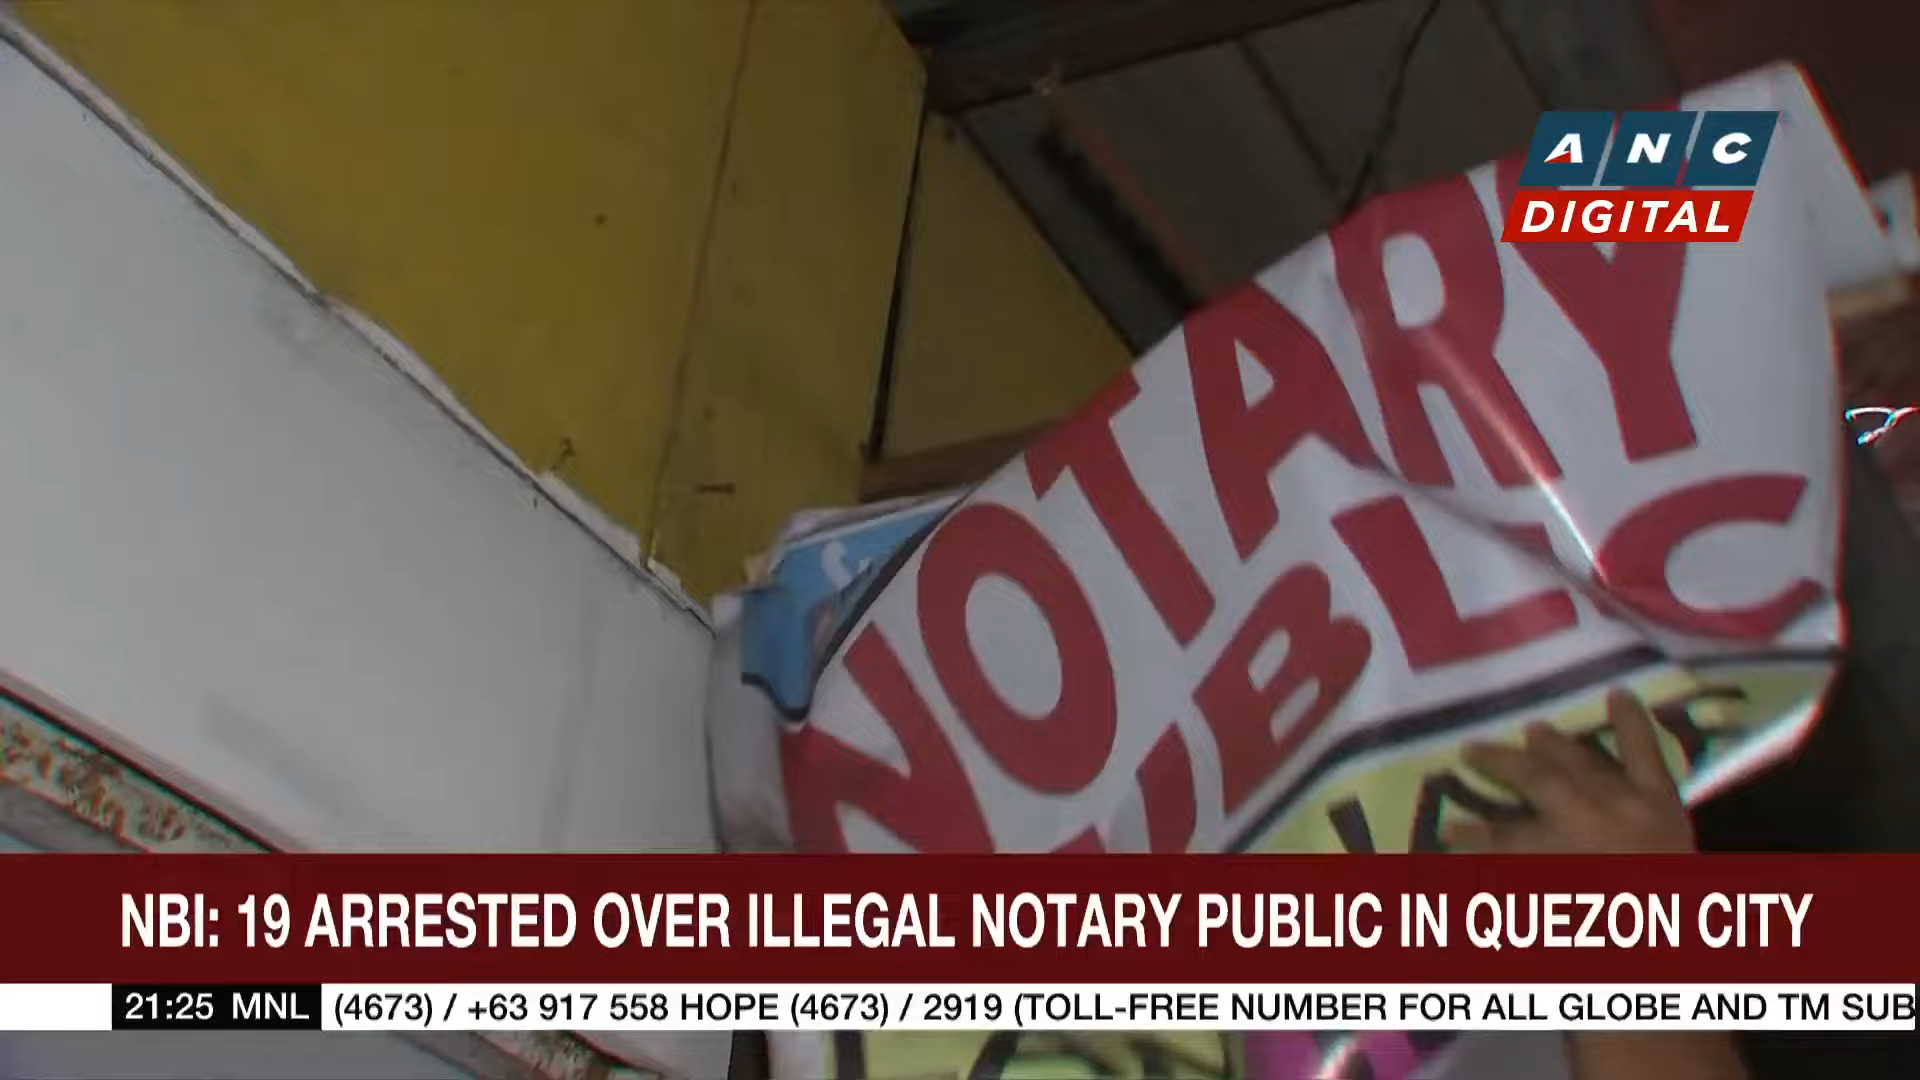 ANC
DIGITAL
NOTARY
PUBLIC
NBI: 19 ARRESTED OVER ILLEGAL NOTARY PUBLIC IN QUEZON CITY
21:25 MNL (4673) / +63 917 558 HOPE (4673) / 2919 (TOLL-FREE NUMBER FOR ALL GLOBE AND TM SUB